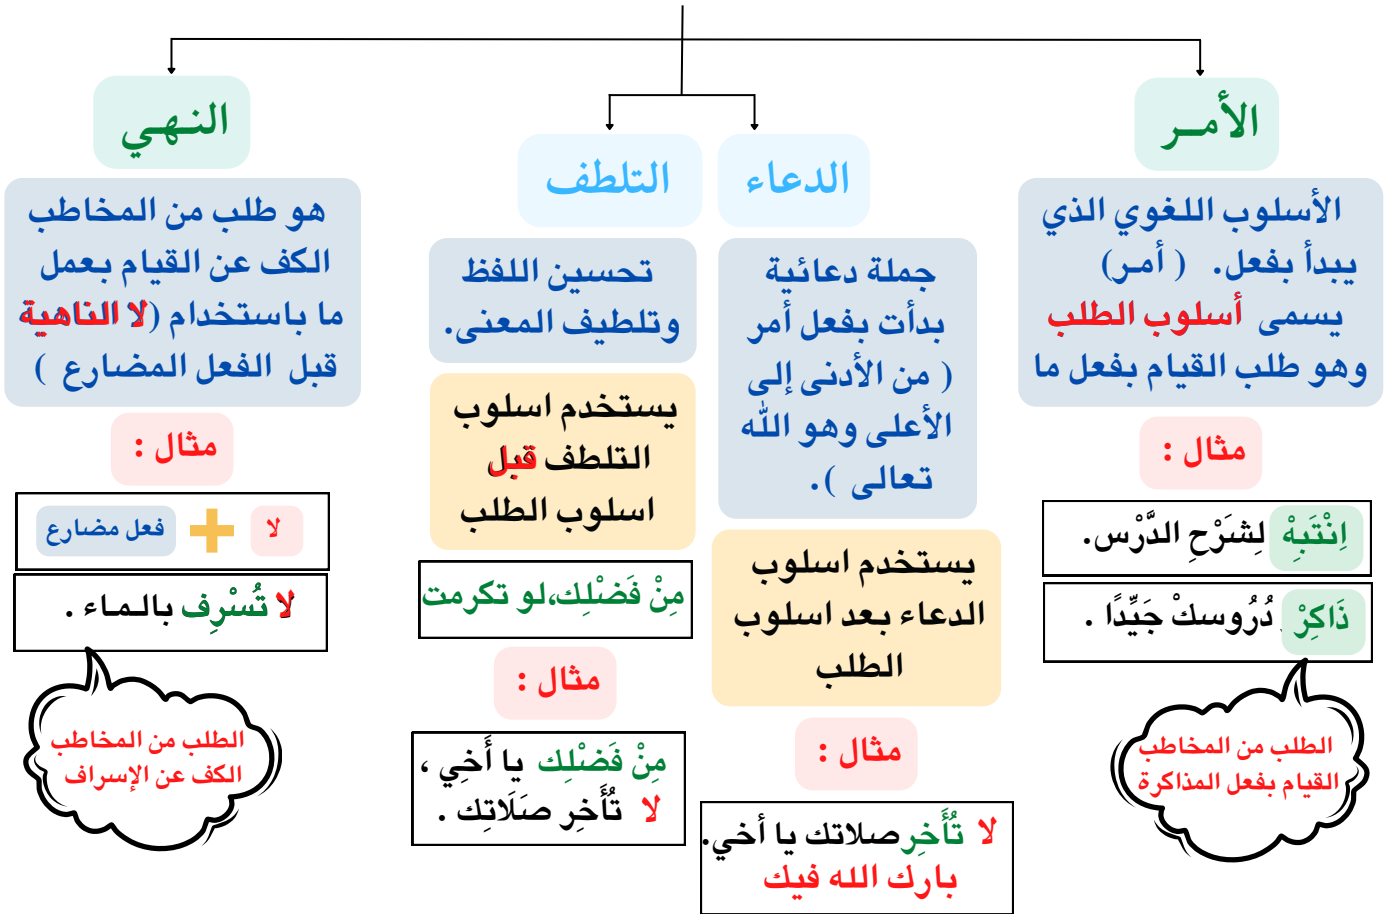 الأمـر
الأسلوب اللغوي الذي
يبدأ بفعل. ( أمر)
يسمى أسلوب الطلب
وهو طلب القيام بفعل ما
مثال :
اِنْتَبِهْ لِشَرْحِ الدَّرْس.
ذَاكِرْ دُرُوسكْ جَيِّدًا .
الطلب من المخاطب
القيام بفعل المذاكرة
الدعاء
جملة دعائية
بدأت بفعل أمر
( من الأدنى إلى
الأعلى وهو الله
تعالى ).
يستخدم اسلوب
الدعاء بعد اسلوب
الطلب
مثال :
لا تُأَخِر صلاتك يا أخي.
بارك الله فيك
التلطف
تحسين اللفظ
وتلطيف المعنى.
يستخدم اسلوب
التلطف قبل
اسلوب الطلب
مِنْ فَضْلِك،لو تكرمت
مثال :
مِنْ فَضْلِك يا أَخِي ،
لا تُأَخِر صَلَاتِك .
النـهـي
هو طلب من المخاطب
الكف عن القيام بعمل
ما باستخدام (لا الناهية
قبل الفعل المضارع )
مثال :
لا + فعل مضارع
لا تُسْرِف بالـماء .
الطلب من المخاطب
الكف عن الإسراف